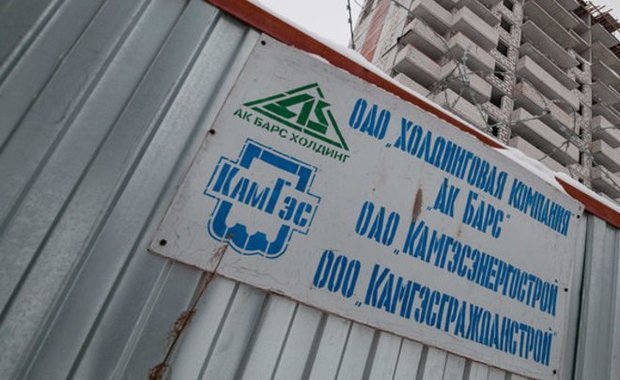 АК БАРС ХОЛДИНГ
КамГэс
ОАО „Холдинговая компания
„АК БАРС“
ОАО „Камгэсэнергострой
ООО „Камгэсгражданстрой“